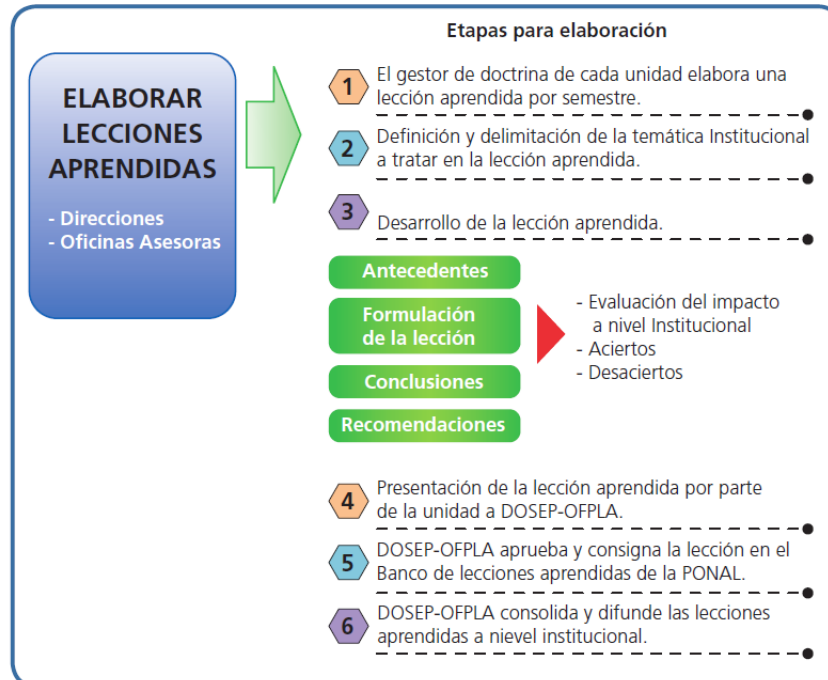 ELABORAR
LECCIONES
APRENDIDAS
- Direcciones
- Oficinas Asesoras
Etapas para elaboración
1
El gestor de doctrina de cada unidad elabora una
lección aprendida por semestre.
2
Definición y delimitación de la temática Institucional
a tratar en la lección aprendida.
3
Desarrollo de la lección aprendida.
Antecedentes
Formulación
de la lección
Conclusiones
Recomendaciones
- Evaluación del impacto
a nivel Institucional
- Aciertos
- Desaciertos
4
Presentación de la lección aprendida por parte
de la unidad a DOSEP-OFPLA.
5
DOSEP-OFPLA aprueba y consigna la lección en el
Banco de lecciones aprendidas de la PONAL.
6
DOSEP-OFPLA consolida y difunde las lecciones
aprendidas a nievel institucional.